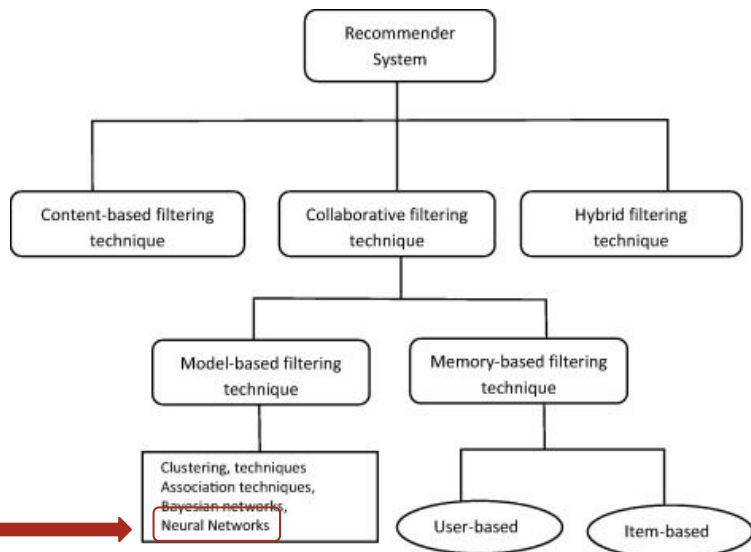 Recommender
System
Content-based filtering
technique
Collaborative filtering
technique
Hybrid filtering
technique
Model-based filtering
technique
Memory-based filtering
technique
Clustering, techniques
Association techniques,
Bayesian networks,
Neural Networks
User-based
Item-based